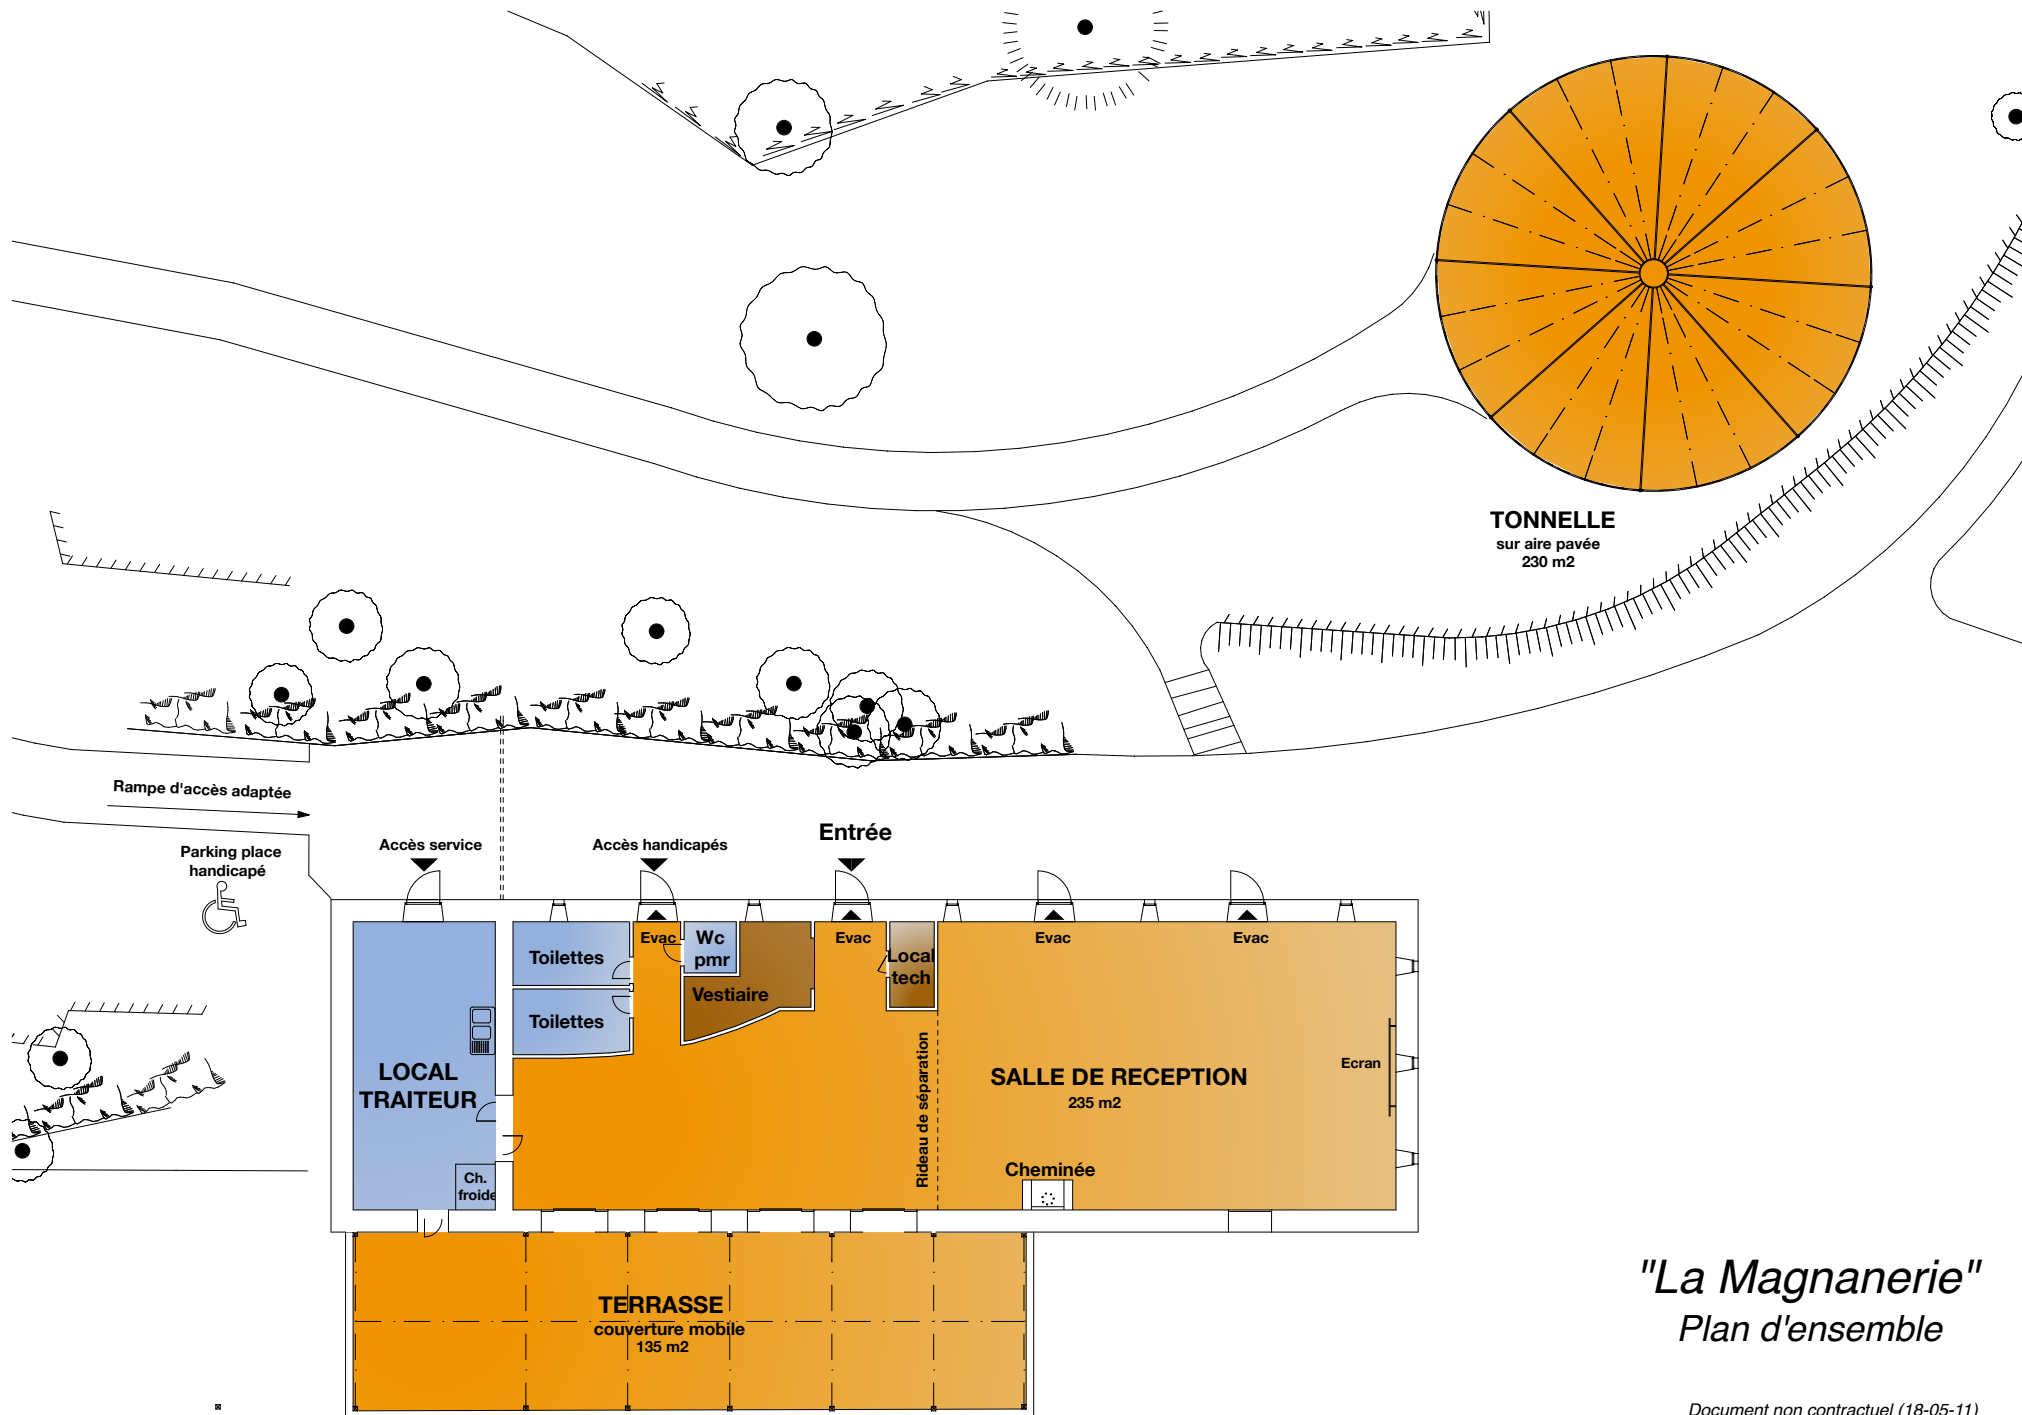 TONNELLE
sur aire pavée
230 m2
Rampe d'accès adaptée
Parking place
handicapé
Accès service
Accès handicapés
Entrée
Toilettes
Toilettes
Evac
Wc
pmr
Vestiaire
Evac
Local
tech
Evac
Evac
LOCAL
TRAITEUR
Ch.
froide
Rideau de séparation
SALLE DE RECEPTION
235 m2
Ecran
Cheminée
TERRASSE
couverture mobile
135 m2
"La Magnanerie"
Plan d'ensemble
Document non contractuel (18-05-11)